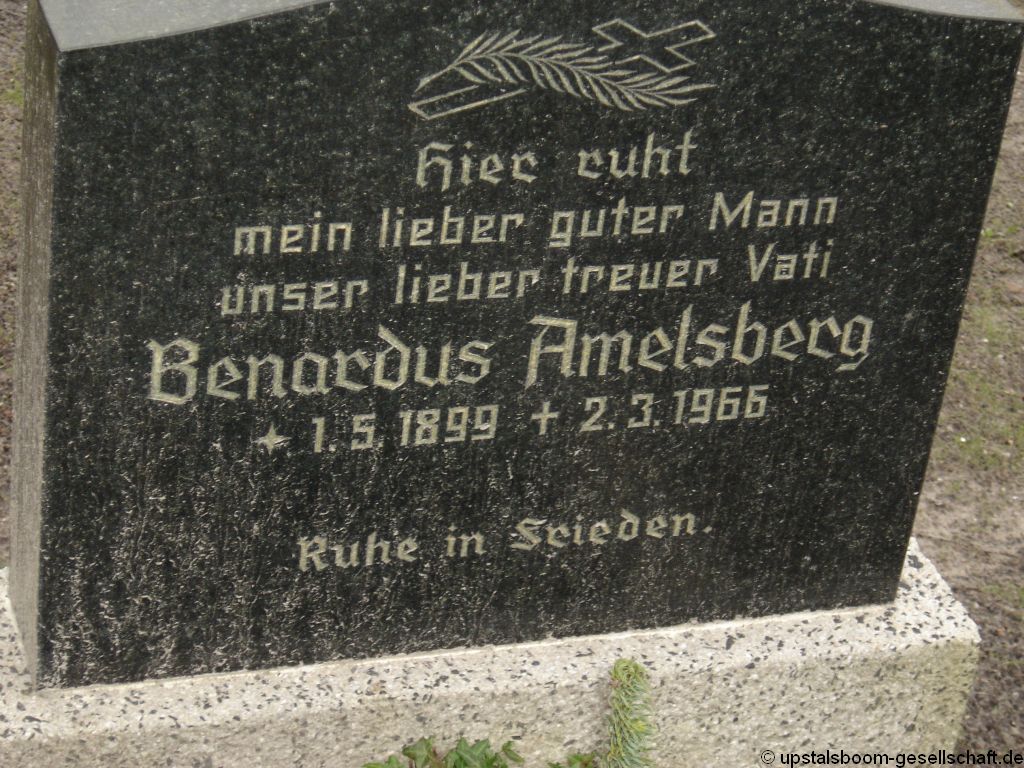 Hier ruht
mein lieber guter Mann
unser lieber treuer Vati
Benardus Amelsberg
* 1. 5. 1899 ✝ 2. 3. 1966
Ruhe in Frieden.
© upstalsboom-gesellschaft.de